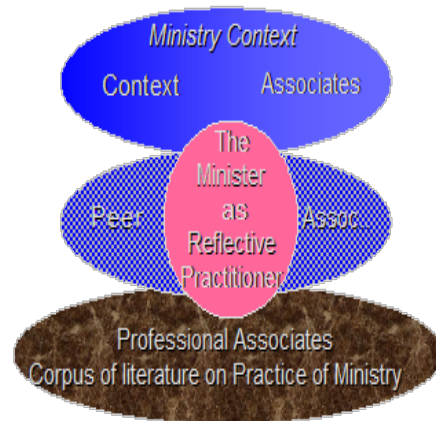 Ministry Context
Context Associates
The
Minister
as
Peer Assoc..
Reflective
Practitioner
Professional Associates
Corpus of literature on Practice of Ministry